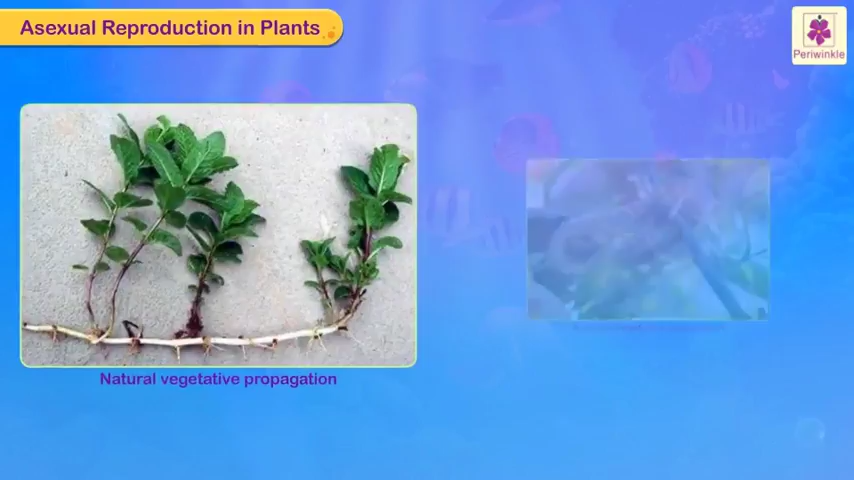 Asexual Reproduction in Plants
Periwinkle
Natural vegetative propagation